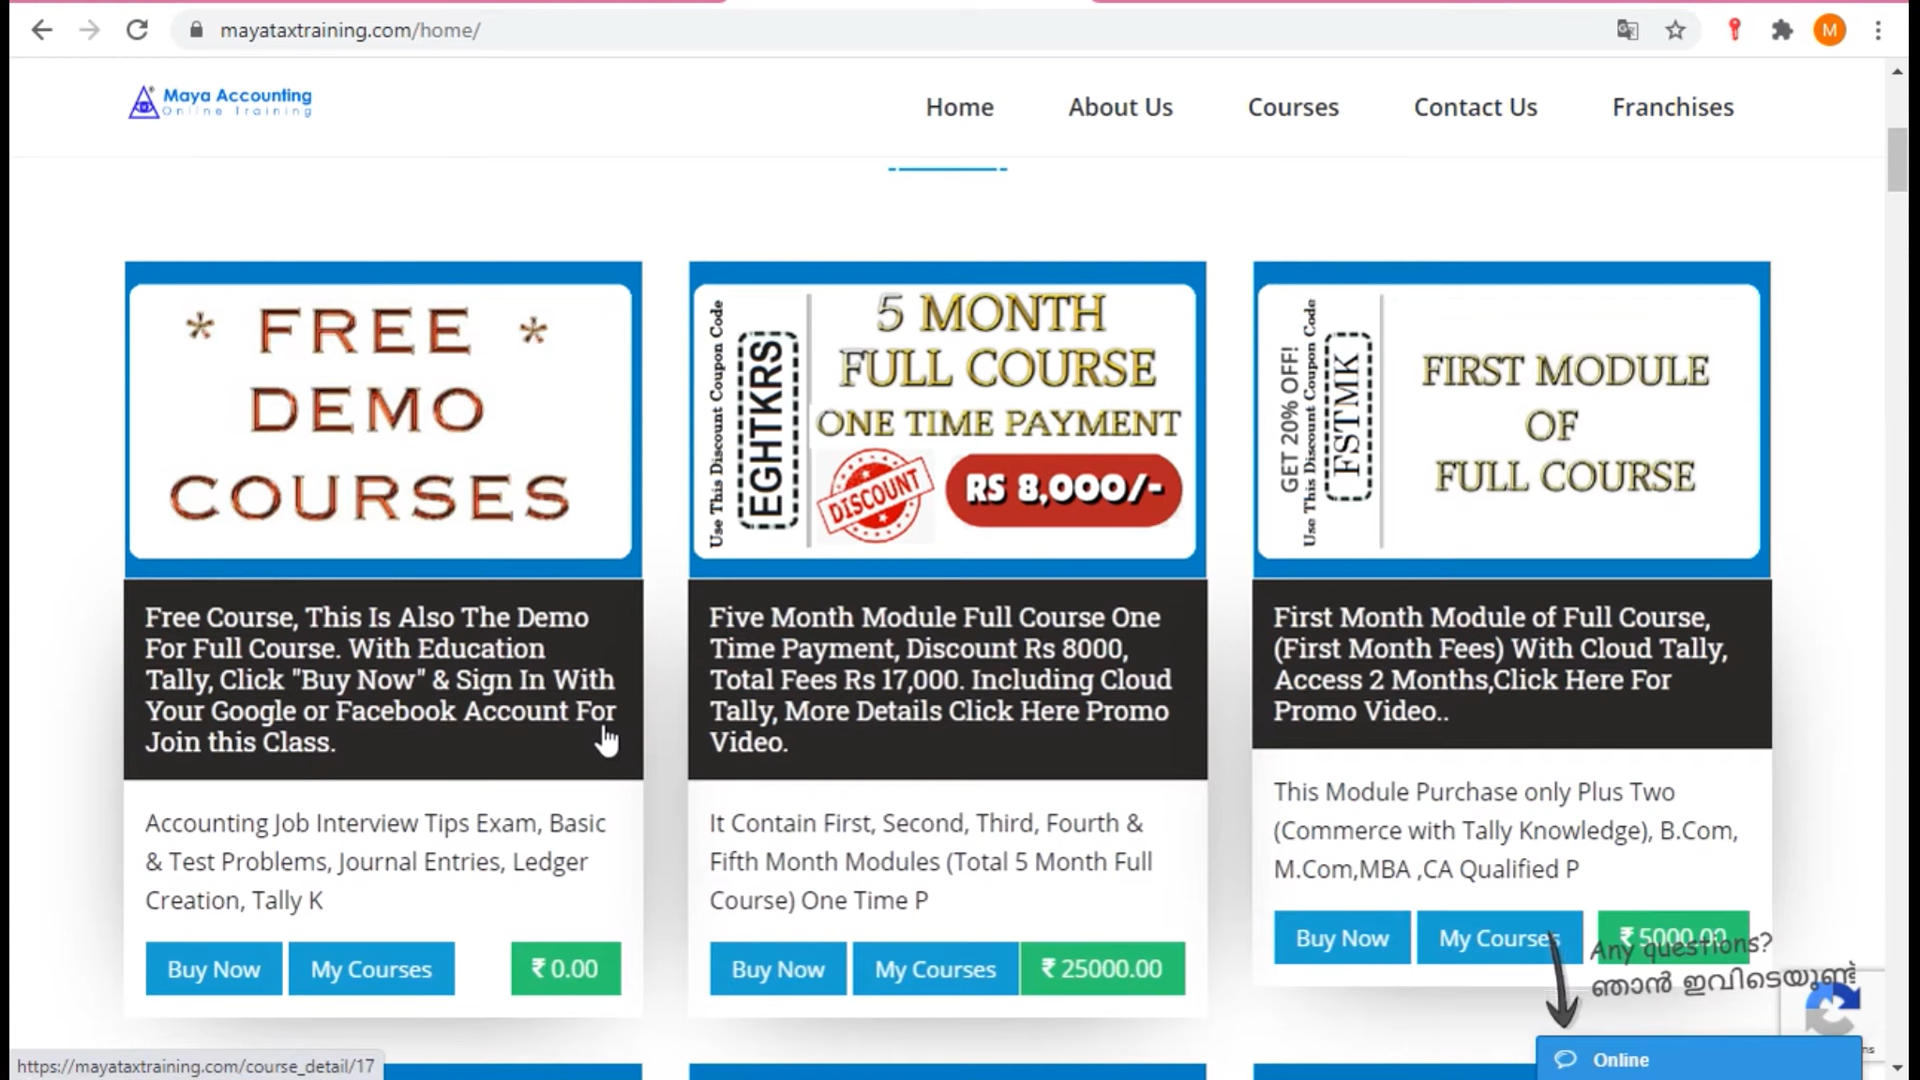 mayataxtraining.com/home/
M
Maya Accounting
Online Training
Home
About Us
Courses
Contact Us
Franchises
* FREE *
DEMO
COURSES
Use This Discount Coupon Code
EGHTKRS
5 MONTH
FULL COURSE
ONE TIME PAYMENT
DISCOUNT
RS 8,000/-
GET 20% OFF!
Use This Discount Coupon Code
FSTMK
FIRST MODULE
OF
FULL COURSE
Free Course, This Is Also The Demo
For Full Course. With Education
Tally, Click "Buy Now" & Sign In With
Your Google or Facebook Account For
Join this Class.
Accounting Job Interview Tips Exam, Basic
& Test Problems, Journal Entries, Ledger
Creation, Tally K
Buy Now
My Courses
₹ 0.00
Five Month Module Full Course One
Time Payment, Discount Rs 8000,
Total Fees Rs 17,000. Including Cloud
Tally, More Details Click Here Promo
Video.
It Contain First, Second, Third, Fourth &
Fifth Month Modules (Total 5 Month Full
Course) One Time P
Buy Now
My Courses
₹ 25000.00
First Month Module of Full Course,
(First Month Fees) With Cloud Tally,
Access 2 Months,Click Here For
Promo Video..
This Module Purchase only Plus Two
(Commerce with Tally Knowledge), B.Com,
M.Com,MBA ,CA Qualified P
Buy Now
My Courses
₹ 5000.00
Any questions?
ഞാൻ ഇവിടെയുണ്ട്
Online
https://mayataxtraining.com/course_detail/17